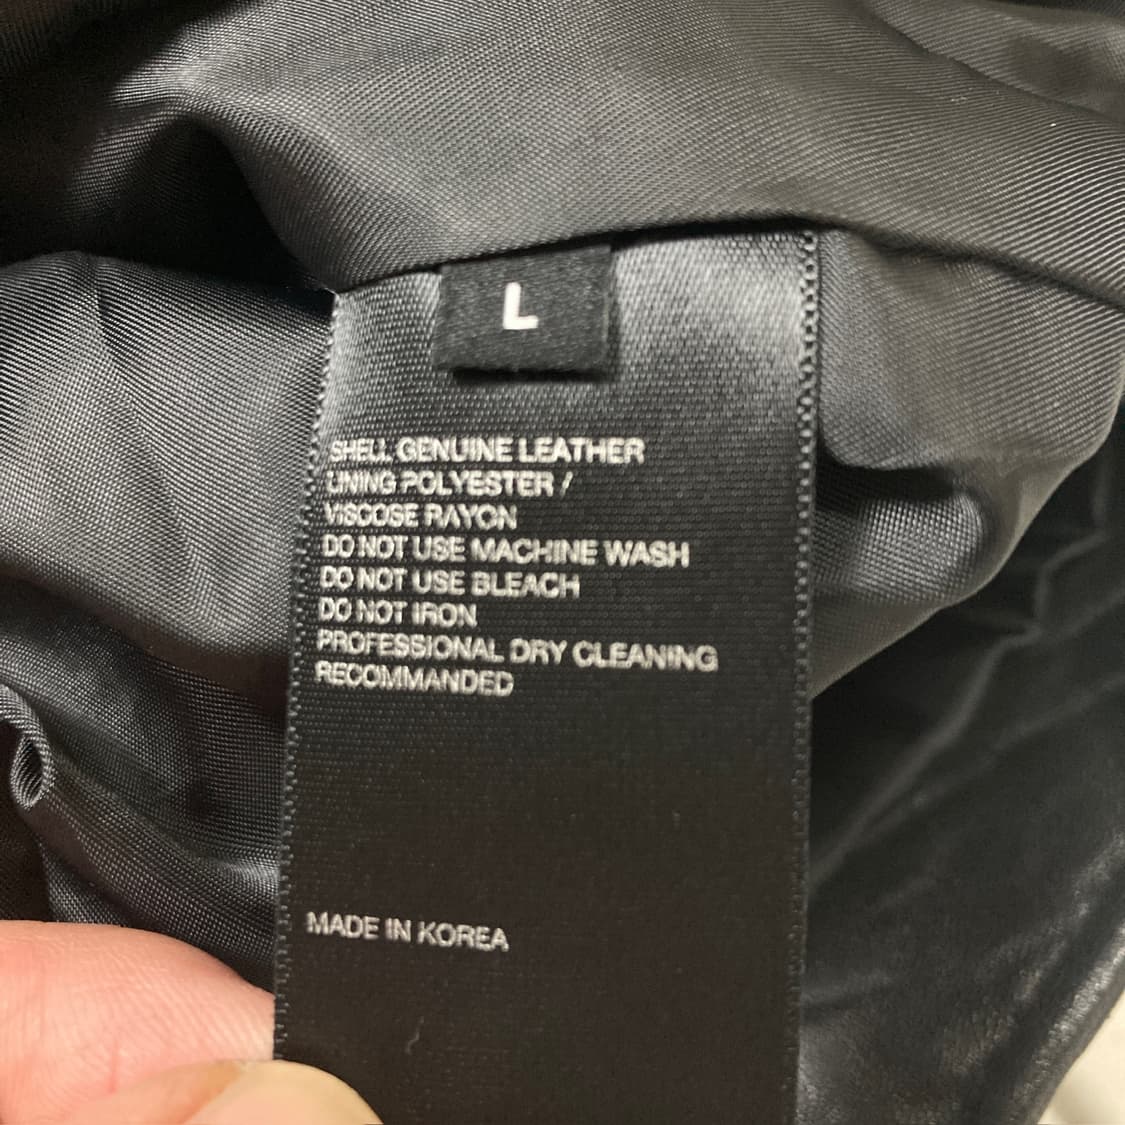 L
SHELL GENUINE LEATHER
LINING POLYESTER /
VISCOSE RAYON
DO NOT USE MACHINE WASH
DO NOT USE BLEACH
DO NOT IRON
PROFESSIONAL DRY CLEANING
RECOMMANDED
MADE IN KOREA